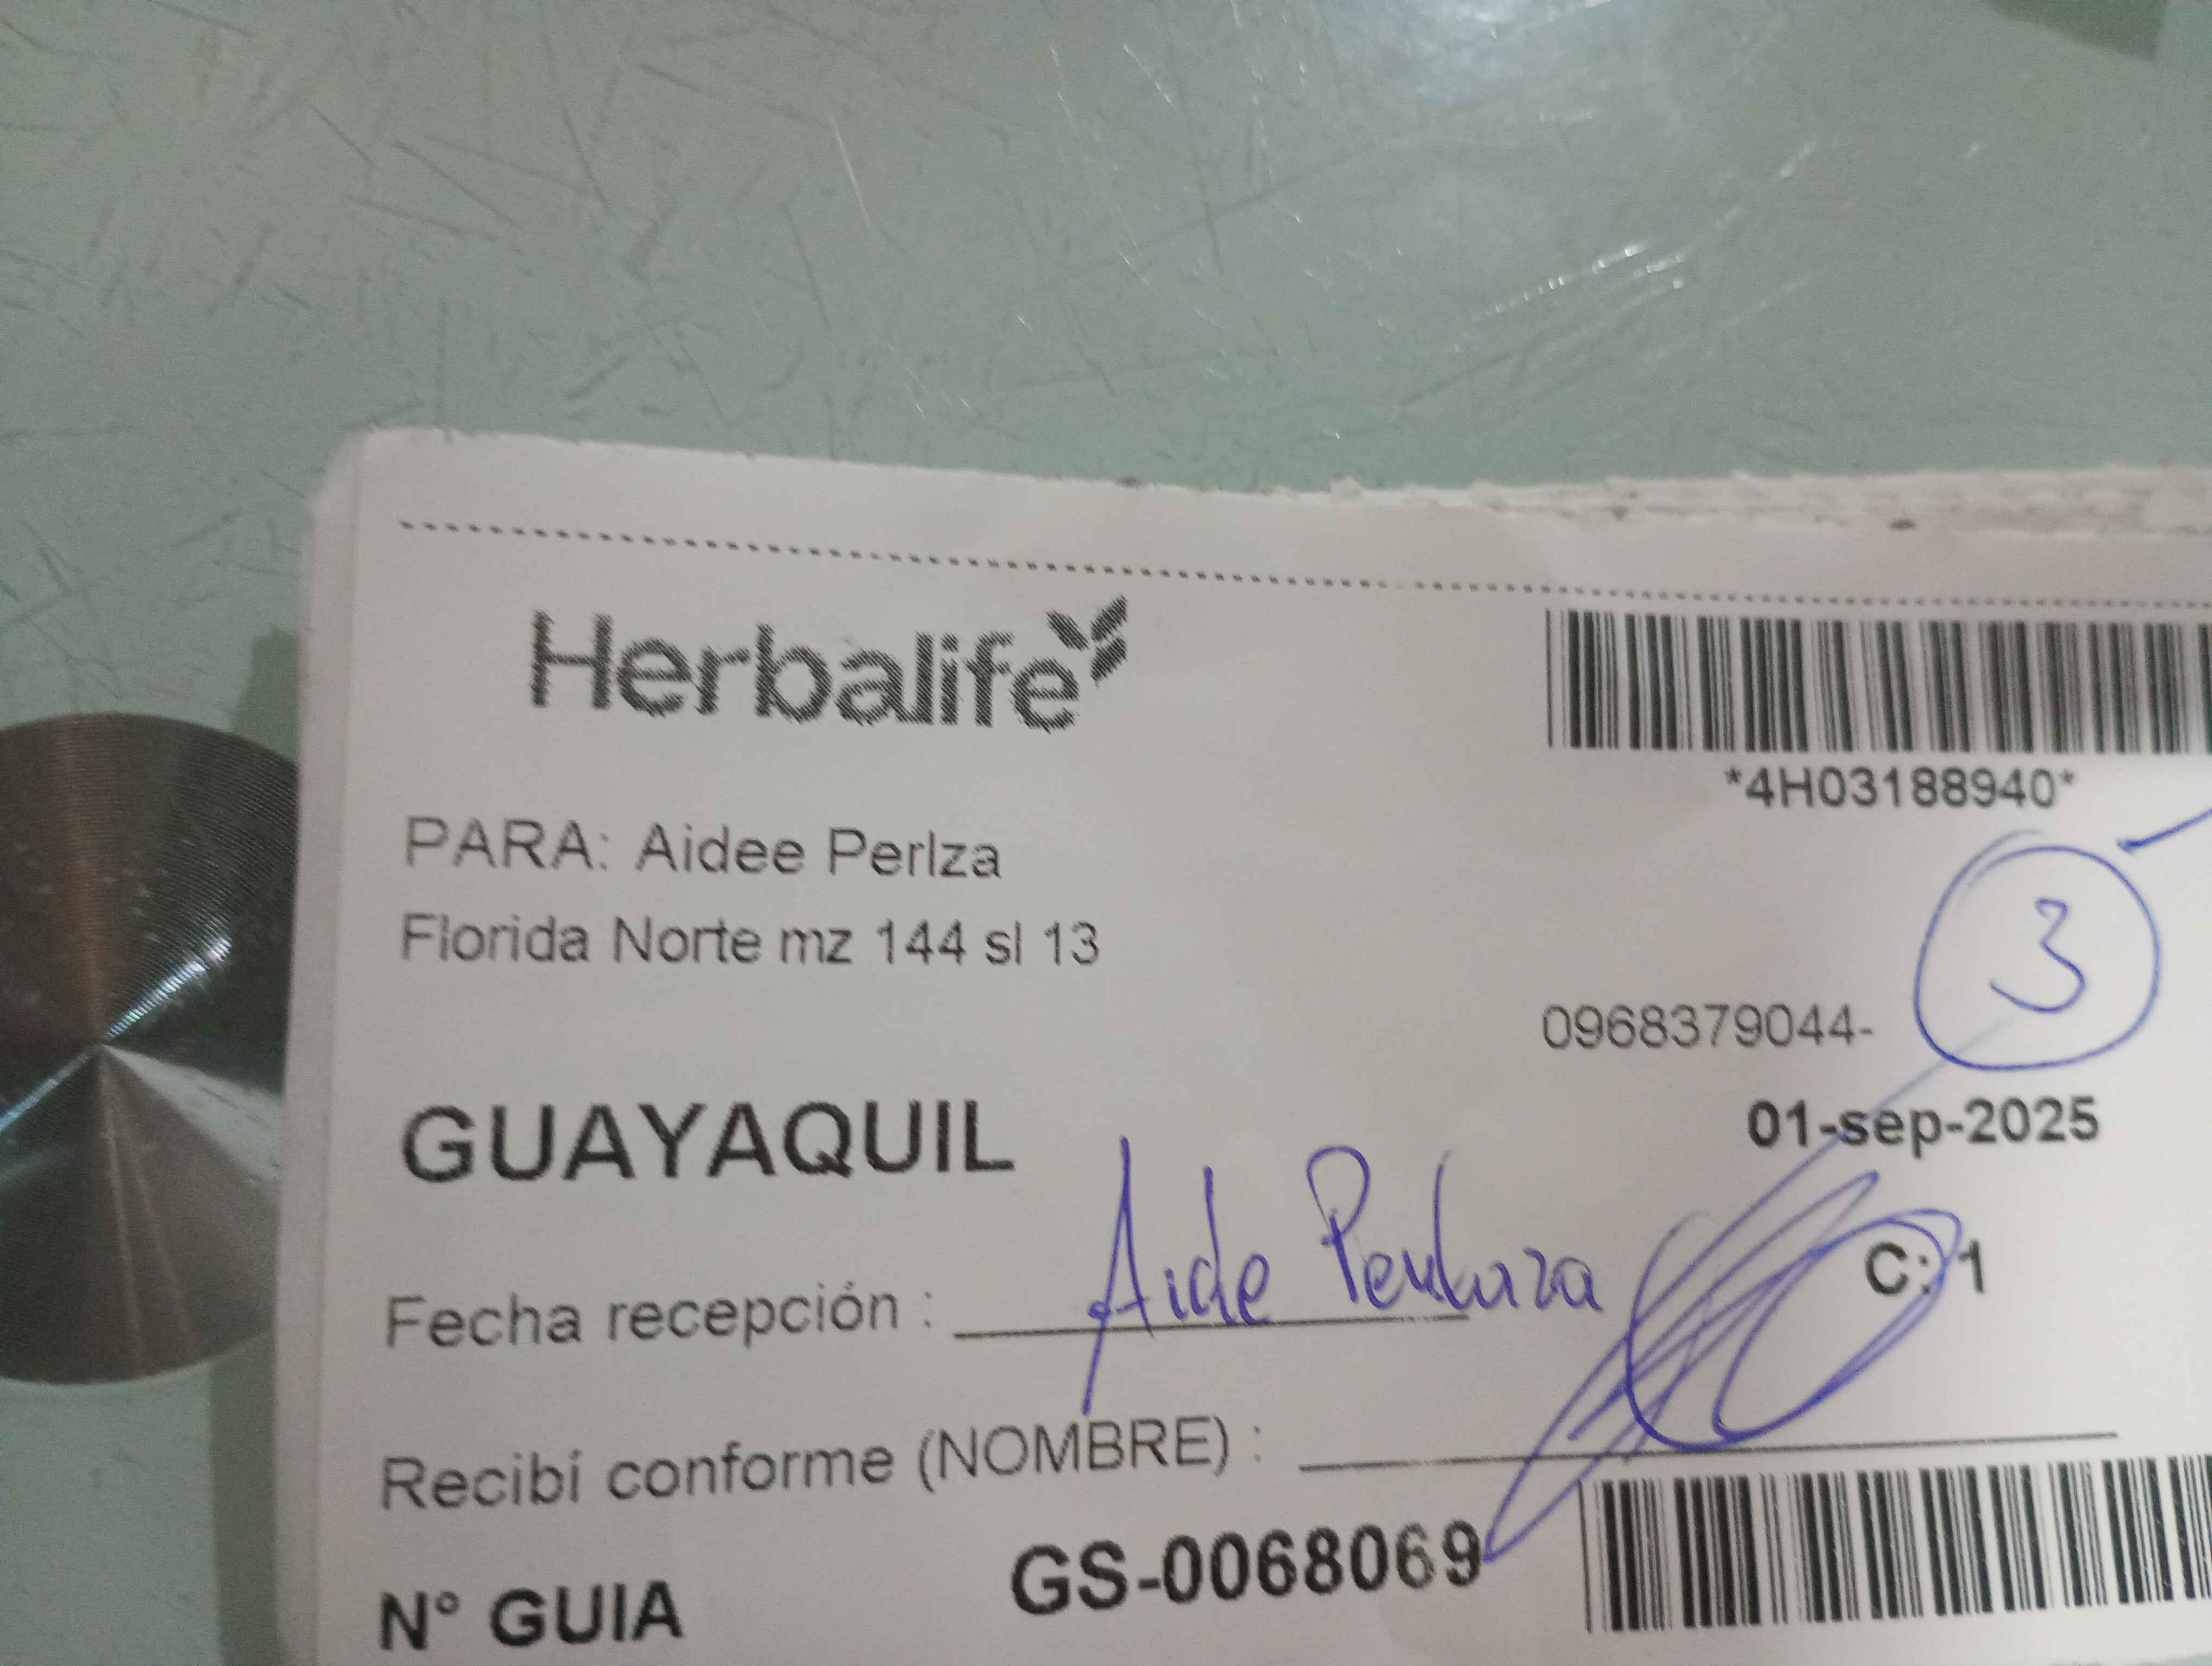 Herbalife
*4H03188940*
PARA: Aidee Perlza
Florida Norte mz 144 sl 13
3
0968379044-
GUAYAQUIL
01-sep-2025
C: 1
Fecha recepción : Aide
Recibí conforme (NOMBRE) :
N° GUIA GS-0068069